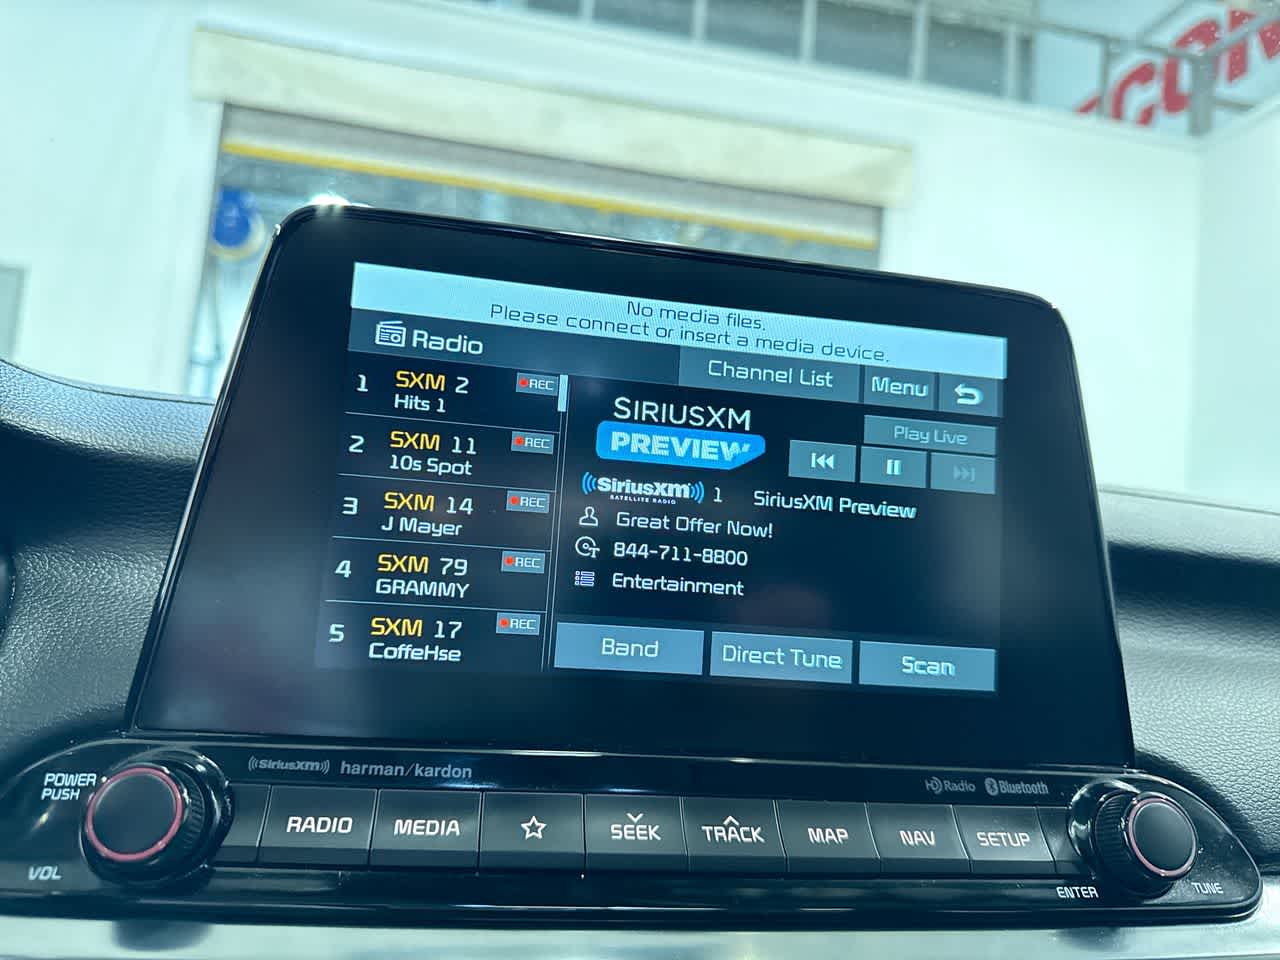 No media files.
Please connect or insert a media device.
Radio
Channel List
Menu
1 SXM 2 REC
Hits 1
2 SXM 11 REC
10s Spot
3 SXM 14 REC
J Mayer
4 SXM 79 REC
GRAMMY
5 SXM 17 REC
CoffeHse
SIRIUSXM
PREVIEW
Play Live
((SiriusXM)) 1 SiriusXM Preview
SATELLITE RADIO
Great Offer Now!
844-711-8800
Entertainment
Band
Direct Tune
Scan
((SiriusXM)) harman/kardon
HD Radio Bluetooth
POWER
PUSH
VOL
RADIO
MEDIA
SEEK
TRACK
MAP
NAV
SETUP
ENTER
TUNE